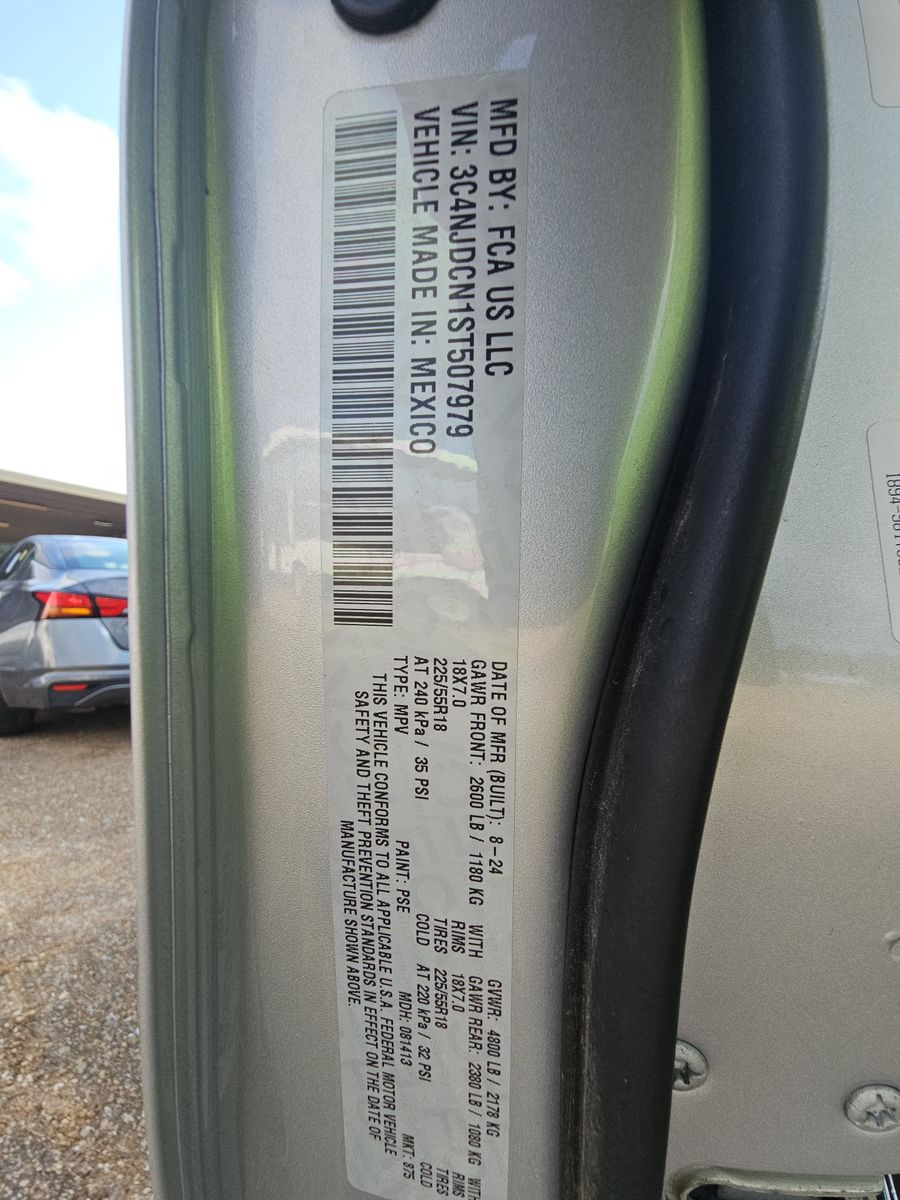 MFD BY: FCA US LLC
VIN: 3C4NJDCN1ST507979
VEHICLE MADE IN: MEXICO
DATE OF MFR (BUILT): 8-24 GVWR: 4800 LB / 2178 KG
GAWR FRONT: 2600 LB / 1180 KG WITH GAWR REAR: 2380 LB / 1080 KG WITH
18X7.0 RIMS 18X7.0 RIMS
225/55R18 TIRES 225/55R18 TIRES
AT 240 kPa / 35 PSI COLD AT 220 kPa / 32 PSI COLD
TYPE: MPV PAINT: PSE MDH: 081413 MKT: 875
THIS VEHICLE CONFORMS TO ALL APPLICABLE U.S.A. FEDERAL MOTOR VEHICLE
SAFETY AND THEFT PREVENTION STANDARDS IN EFFECT ON THE DATE OF
MANUFACTURE SHOWN ABOVE.